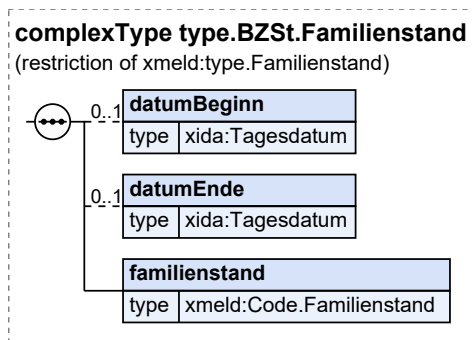 complexType type.BZSt.Familienstand
(restriction of xmeld:type.Familienstand)
0..1 datumBeginn
type xida:Tagesdatum
0..1 datumEnde
type xida:Tagesdatum
familienstand
type xmeld:Code.Familienstand